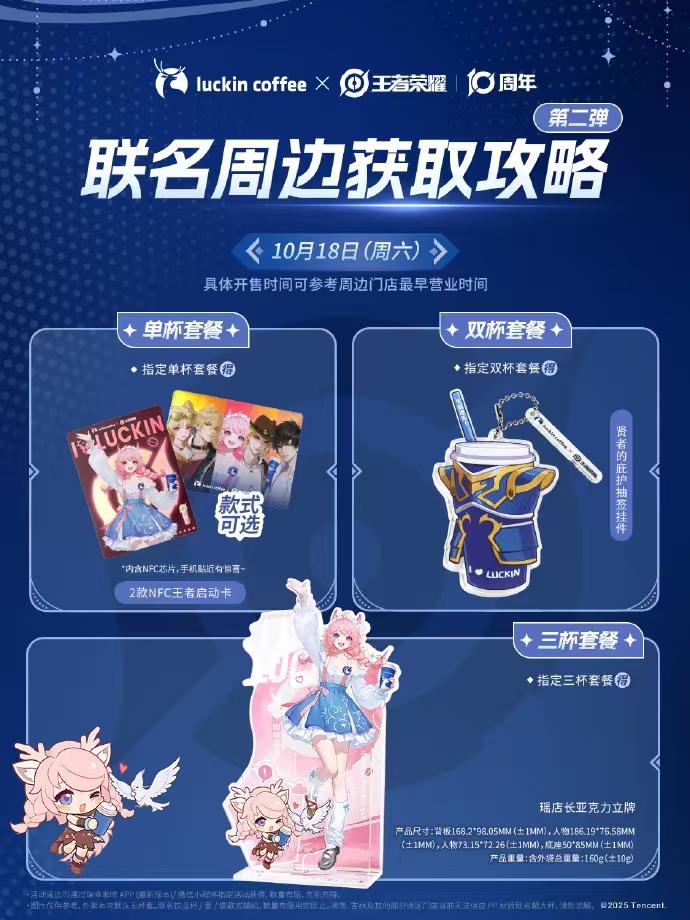 luckin coffee × 王者荣耀 | 10周年
第二弹
联名周边获取攻略
10月18日（周六）
具体开售时间可参考周边门店最早营业时间
单杯套餐
指定单杯套餐得
LUCKIN
款式
可选
*内含NFC芯片，手机贴近有惊喜~
2款NFC王者启动卡
双杯套餐
指定双杯套餐得
luckin coffee
I LUCKIN
贤者的庇护抽签挂件
三杯套餐
指定三杯套餐得
瑶店长亚克力立牌
产品尺寸：背板168.2*98.05MM（±1MM），人物186.19*76.58MM
（±1MM），人物73.15*72.26（±1MM），底座50*85MM（±1MM）
产品重量：含外袋总重量：160g（±10g）
©2025 Tencent.